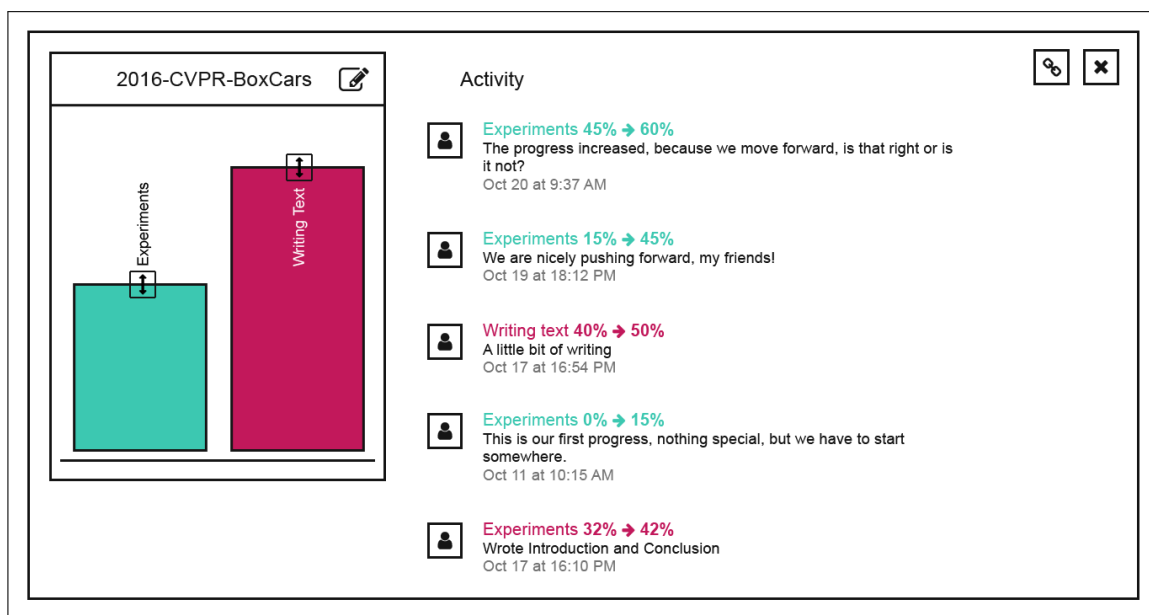 2016-CVPR-BoxCars
Experiments
Writing Text
Activity
Experiments 45% ➔ 60%
The progress increased, because we move forward, is that right or is
it not?
Oct 20 at 9:37 AM
Experiments 15% ➔ 45%
We are nicely pushing forward, my friends!
Oct 19 at 18:12 PM
Writing text 40% ➔ 50%
A little bit of writing
Oct 17 at 16:54 PM
Experiments 0% ➔ 15%
This is our first progress, nothing special, but we have to start
somewhere.
Oct 11 at 10:15 AM
Experiments 32% ➔ 42%
Wrote Introduction and Conclusion
Oct 17 at 16:10 PM